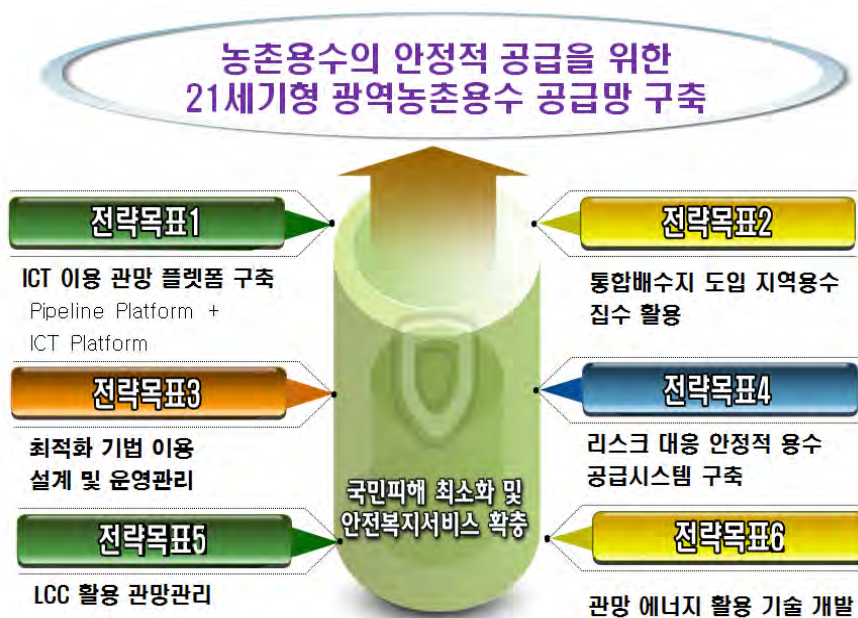 농촌용수의 안정적 공급을 위한
21세기형 광역농촌용수 공급망 구축
전략목표1
ICT 이용 관망 플렛폼 구축
Pipeline Platform +
ICT Platform
전략목표2
통합배수지 도입 지역용수
집수 활용
전략목표3
최적화 기법 이용
설계 및 운영관리
전략목표4
리스크 대응 안정적 용수
공급시스템 구축
국민피해 최소화 및
안전복지서비스 확충
전략목표5
LCC 활용 관망관리
전략목표6
관망 에너지 활용 기술 개발